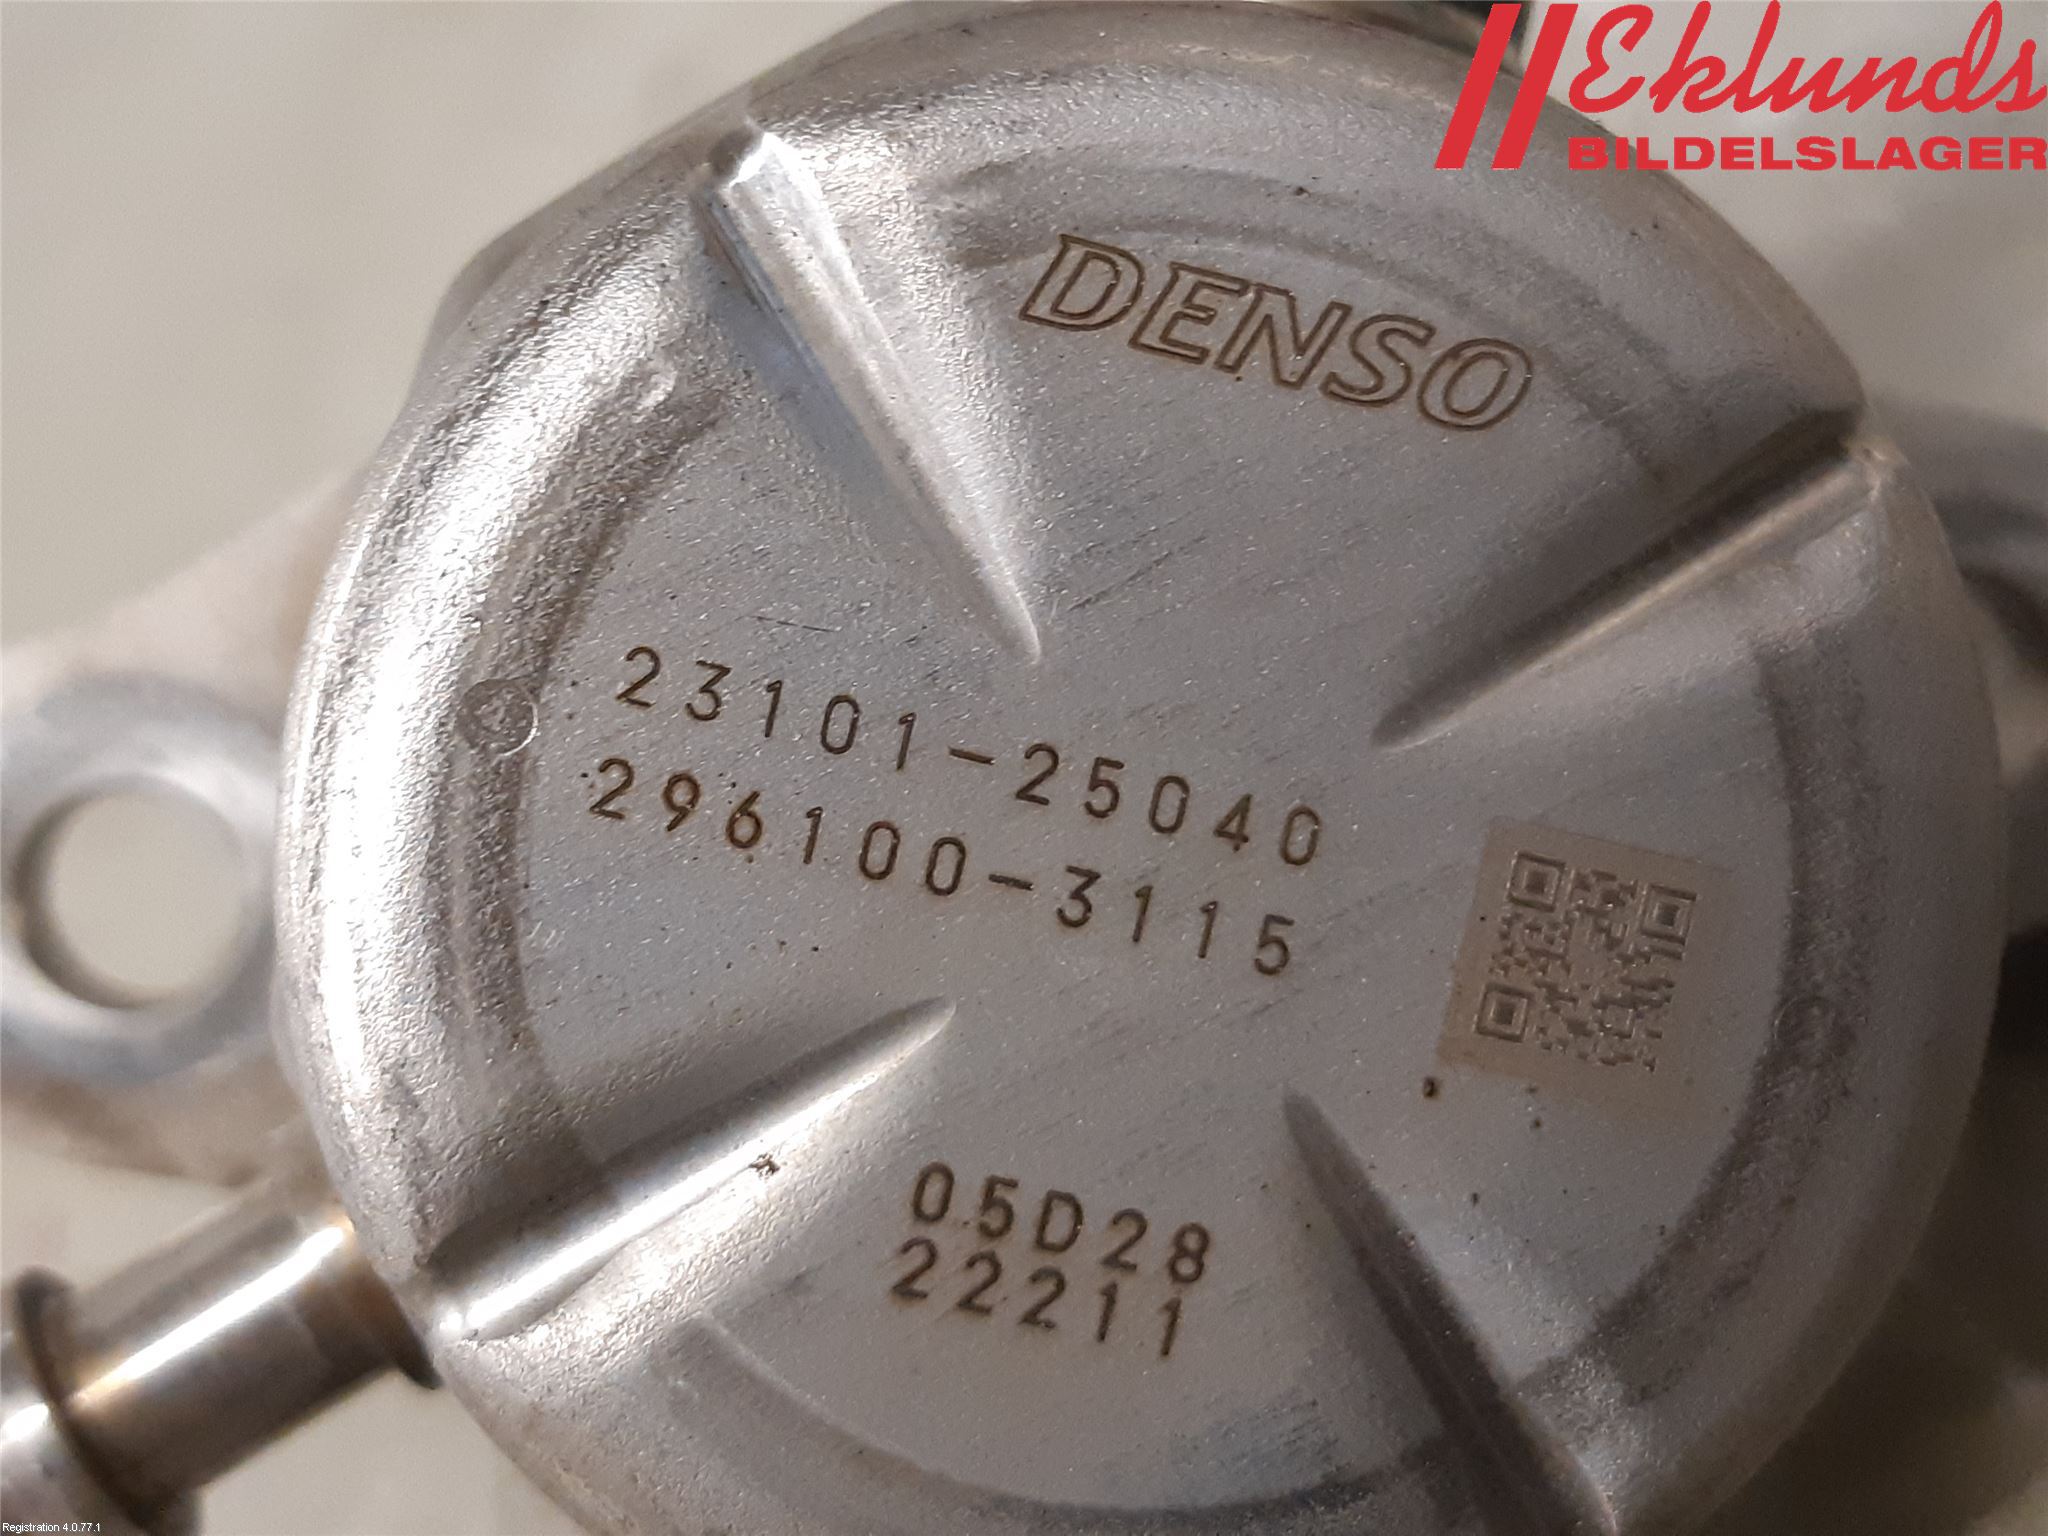 Eklunds
BILDELSLAGER
DENSO
23101-25040
296100-3115
05D28
22211
Registration 4.0.77.1